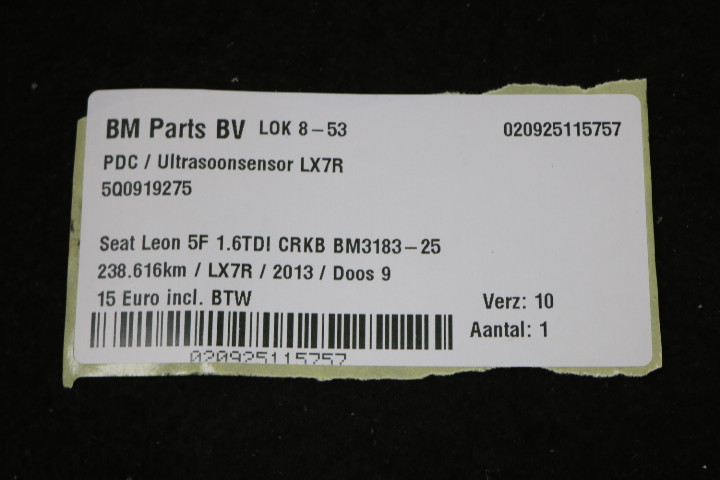 BM Parts BV LOK 8-53 020925115757
PDC / Ultrasoonsensor LX7R
5Q0919275
Seat Leon 5F 1.6TDI CRKB BM3183-25
238.616km / LX7R / 2013 / Doos 9
15 Euro incl. BTW Verz: 10
Aantal: 1
020925115757